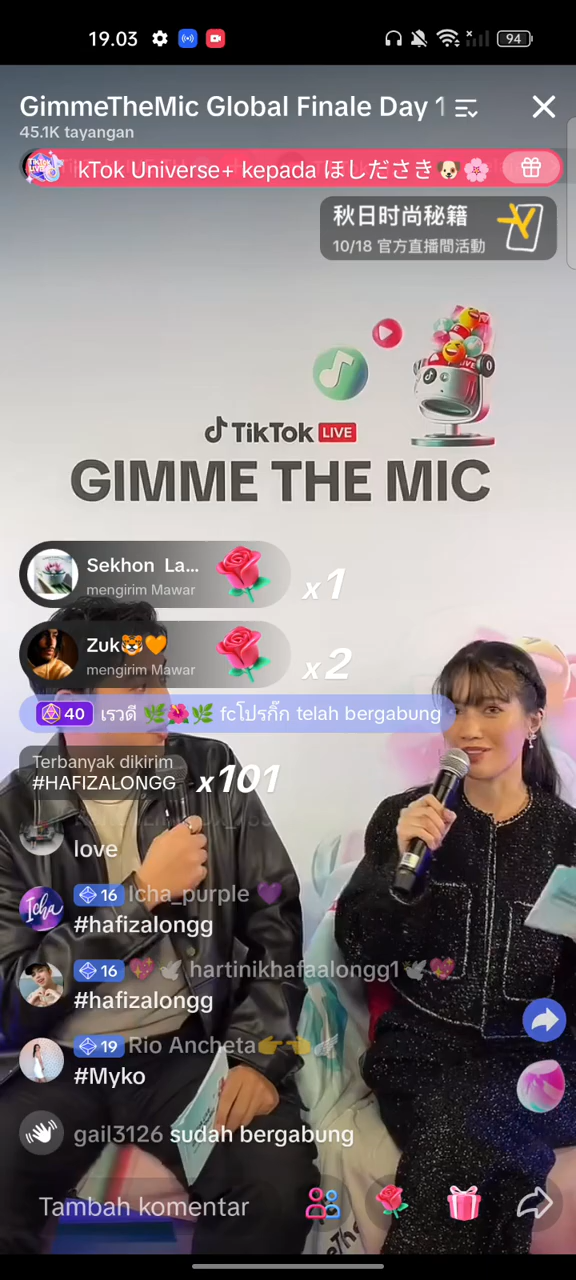 19.03
94
GimmeTheMic Global Finale Day 1
45.1K tayangan
kTok Universe+ kepada ほしださき🐶🌸
秋日时尚秘籍
10/18 官方直播間活動
TikTok LIVE
GIMME THE MIC
Sekhon La...
mengirim Mawar
x1
Zuk🐯🧡
mengirim Mawar
x2
40 เรวดี 🌿🌺🌿 fcโปรกิ๊ก telah bergabung
Terbanyak dikirim
#HAFIZALONGG x101
love
16 Icha_purple 💜
#hafizalongg
16 💖🕊️ hartinikhafaalongg1🕊️💖
#hafizalongg
19 Rio Ancheta👉👈🪽
#Myko
gail3126 sudah bergabung
Tambah komentar